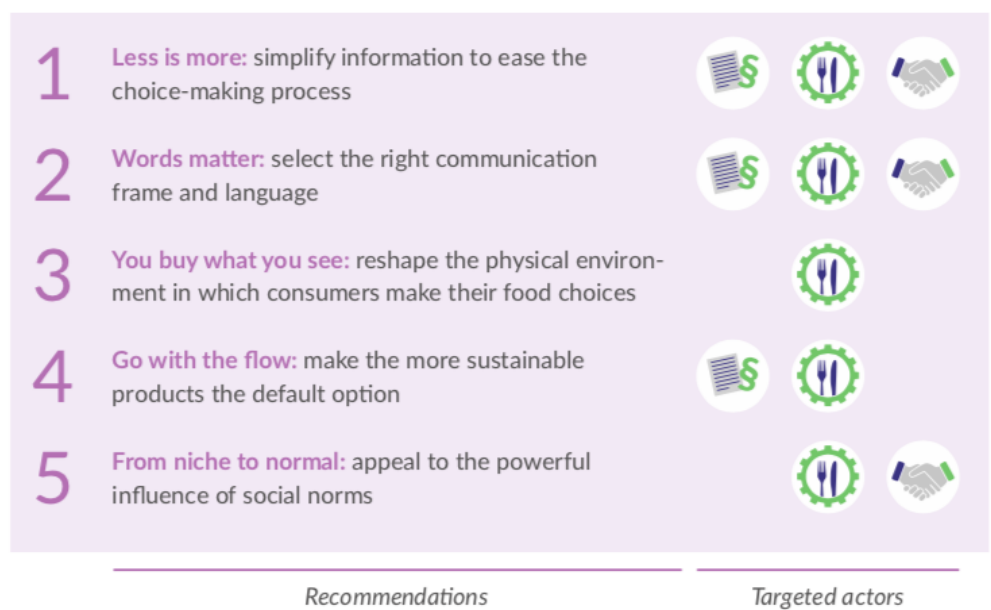 1
Less is more: simplify information to ease the
choice-making process
§
2
Words matter: select the right communication
frame and language
§
3
You buy what you see: reshape the physical environ-
ment in which consumers make their food choices
4
Go with the flow: make the more sustainable
products the default option
§
5
From niche to normal: appeal to the powerful
influence of social norms
Recommendations
Targeted actors